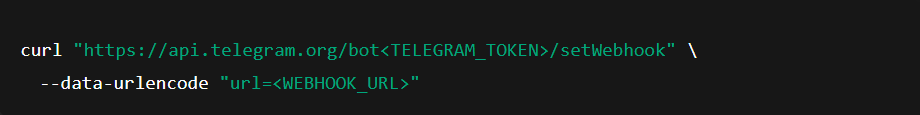 curl "https://api.telegram.org/bot<TELEGRAM_TOKEN>/setWebhook" \
  --data-urlencode "url=<WEBHOOK_URL>"